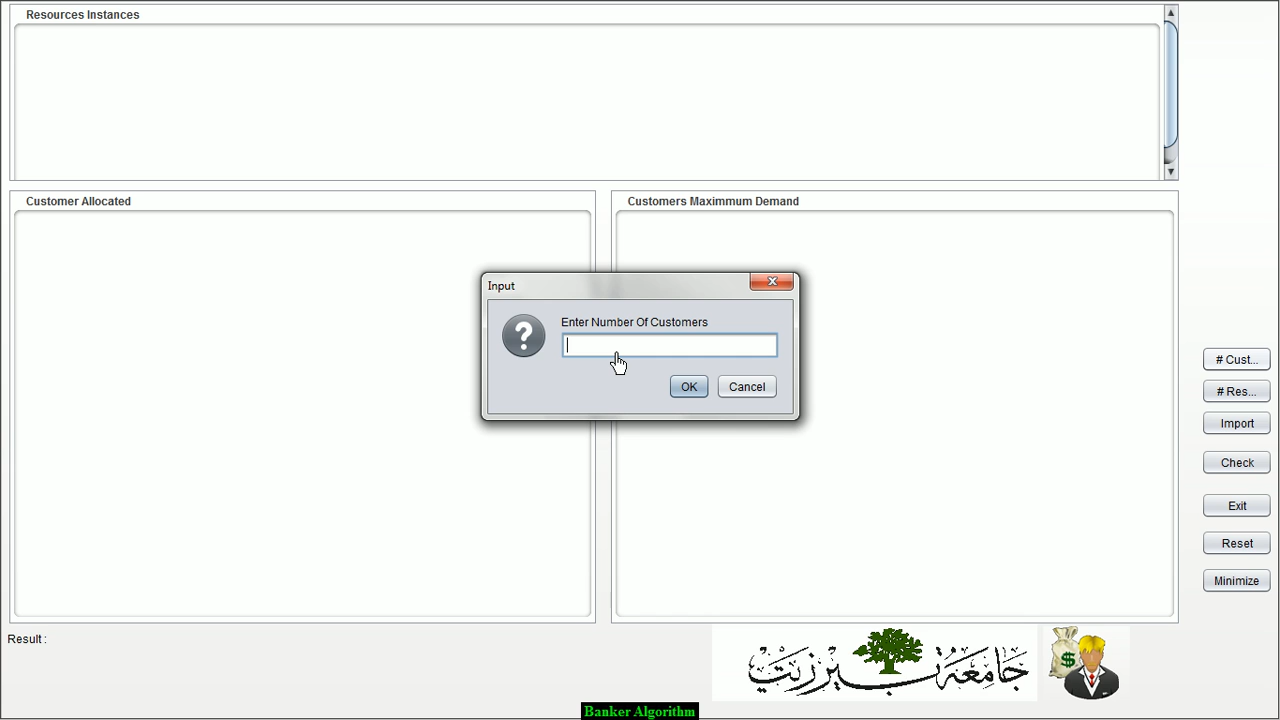 Resources Instances
Customer Allocated
Customers Maximmum Demand
Input
Enter Number Of Customers
OK
Cancel
# Cust...
# Res...
Import
Check
Exit
Reset
Minimize
Result :
جامعة بيرزيت
$
Banker Algorithm